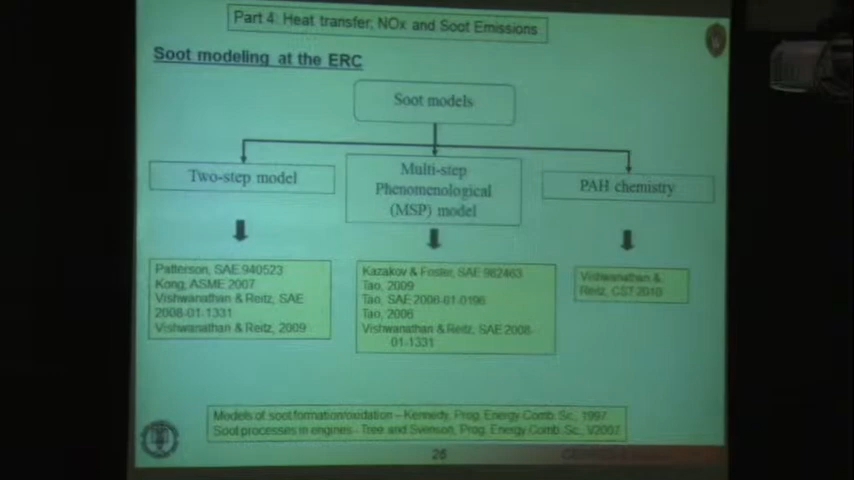 Part 4: Heat transfer, NOx and Soot Emissions
Soot modeling at the ERC
Soot models
Two-step model
Multi-step
Phenomenological
(MSP) model
PAH chemistry
Patterson, SAE 940523
Kong, ASME 2007
Vishwanathan & Reitz, SAE
2008-01-1331
Vishwanathan & Reitz, 2009
Kazakov & Foster, SAE 982463
Tao, 2009
Tao, SAE 2006-01-0196
Tao, 2006
Vishwanathan & Reitz, SAE 2008-
01-1331
Vishwanathan &
Reitz, CST 2010
Models of soot formation/oxidation – Kennedy, Prog. Energy Comb. Sc., 1997
Soot processes in engines – Tree and Svenson, Prog. Energy Comb. Sc., V2007
26